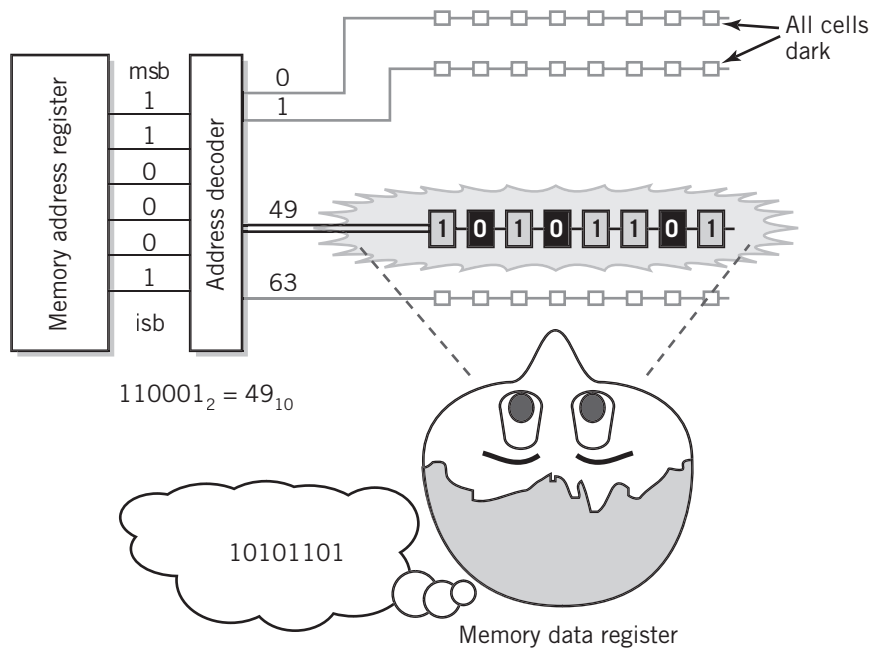 All cells
dark
Memory address register
msb
1
1
0
0
0
1
isb
Address decoder
0
1
49
1 0 1 0 1 1 0 1
63
110001₂ = 49₁₀
10101101
Memory data register